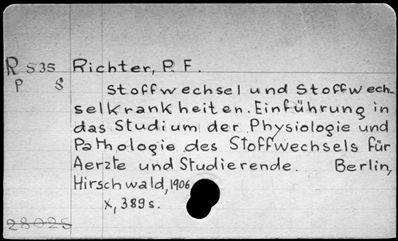 R 535 Richter, P. F.
P S
Stoffwechsel und Stoffwech-
selkrankheiten. Einführung in
das Studium der Physiologie und
Pathologie des Stoffwechsels für
Aerzte und Studierende. Berlin,
Hirschwald, 1906
X, 389 s.
28025